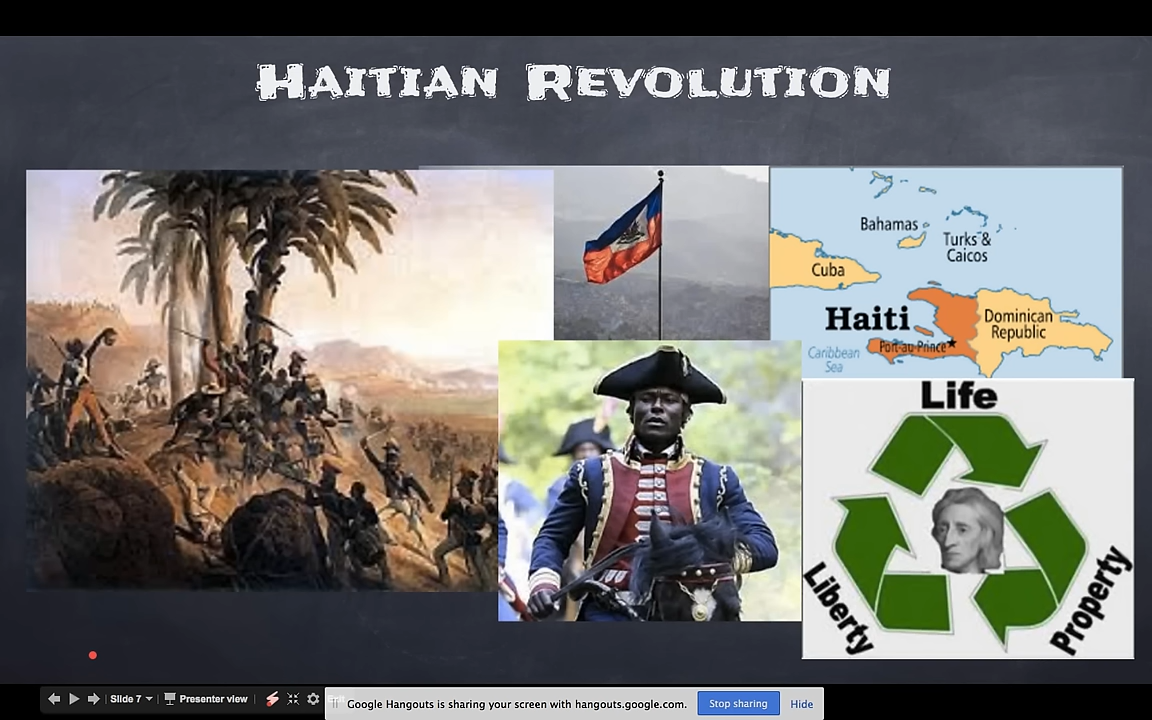 HAITIAN REVOLUTION
Bahamas
Turks &
Caicos
Cuba
Haiti
Dominican
Republic
Port-au-Prince
Caribbean
Sea
Life
Liberty
Property
Slide 7
Presenter view
Google Hangouts is sharing your screen with hangouts.google.com.
Stop sharing
Hide